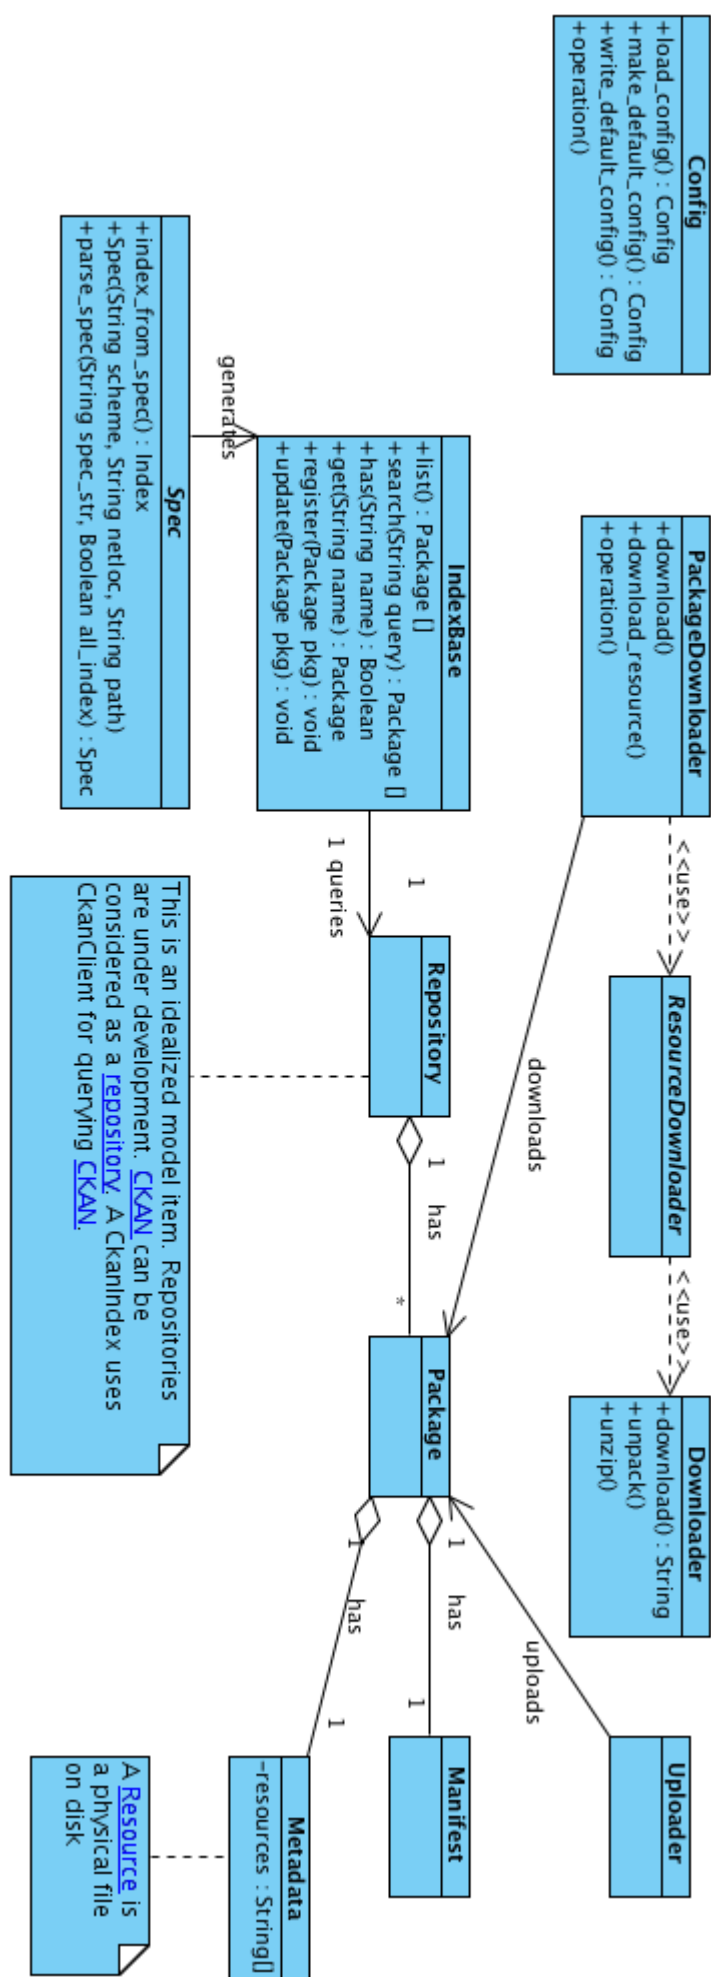 Config
+load_config() : Config
+make_default_config() : Config
+write_default_config() : Config
+operation()
PackageDownloader
+download()
+download_resource()
+operation()
<<use>>
ResourceDownloader
<<use>>
Downloader
+download() : String
+unpack()
+unzip()
Uploader
downloads
uploads
IndexBase
+list() : Package []
+search(String query) : Package []
+has(String name) : Boolean
+get(String name) : Package
+register(Package pkg) : void
+update(Package pkg) : void
1
1 queries
Repository
1
has
*
Package
1
has
1
Manifest
1
has
1
Metadata
-resources : String[]
generates
Spec
+index_from_spec() : Index
+Spec(String scheme, String netloc, String path)
+parse_spec(String spec_str, Boolean all_index) : Spec
This is an idealized model item. Repositories
are under development. CKAN can be
considered as a repository. A CkanIndex uses
CkanClient for querying CKAN.
A Resource is
a physical file
on disk